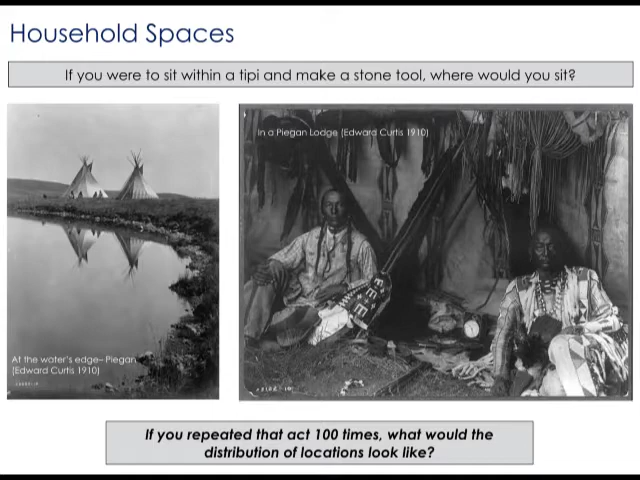 Household Spaces
If you were to sit within a tipi and make a stone tool, where would you sit?
In a Piegan Lodge (Edward Curtis 1910)
At the water's edge– Piegan
(Edward Curtis 1910)
If you repeated that act 100 times, what would the
distribution of locations look like?